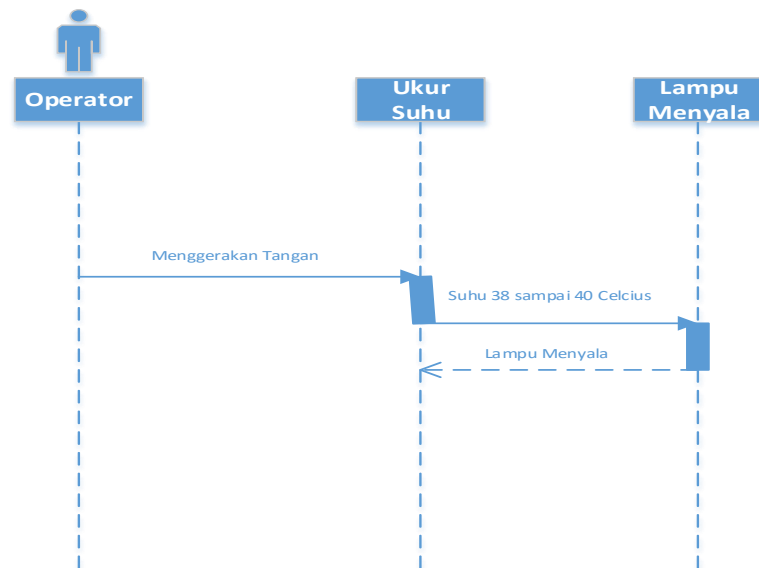 Operator
Ukur
Suhu
Lampu
Menyala
Menggerakan Tangan
Suhu 38 sampai 40 Celcius
Lampu Menyala